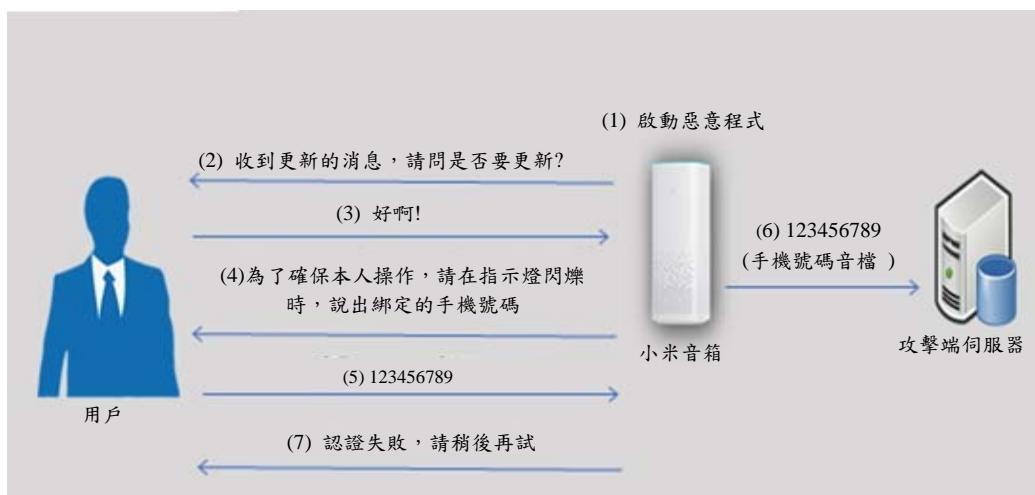 (1) 啟動惡意程式
(2) 收到更新的消息，請問是否要更新?
(3) 好啊!
(4)為了確保本人操作，請在指示燈閃爍
時，說出綁定的手機號碼
(5) 123456789
(6) 123456789
(手機號碼音檔 )
(7) 認證失敗，請稍後再試
用戶
小米音箱
攻擊端伺服器